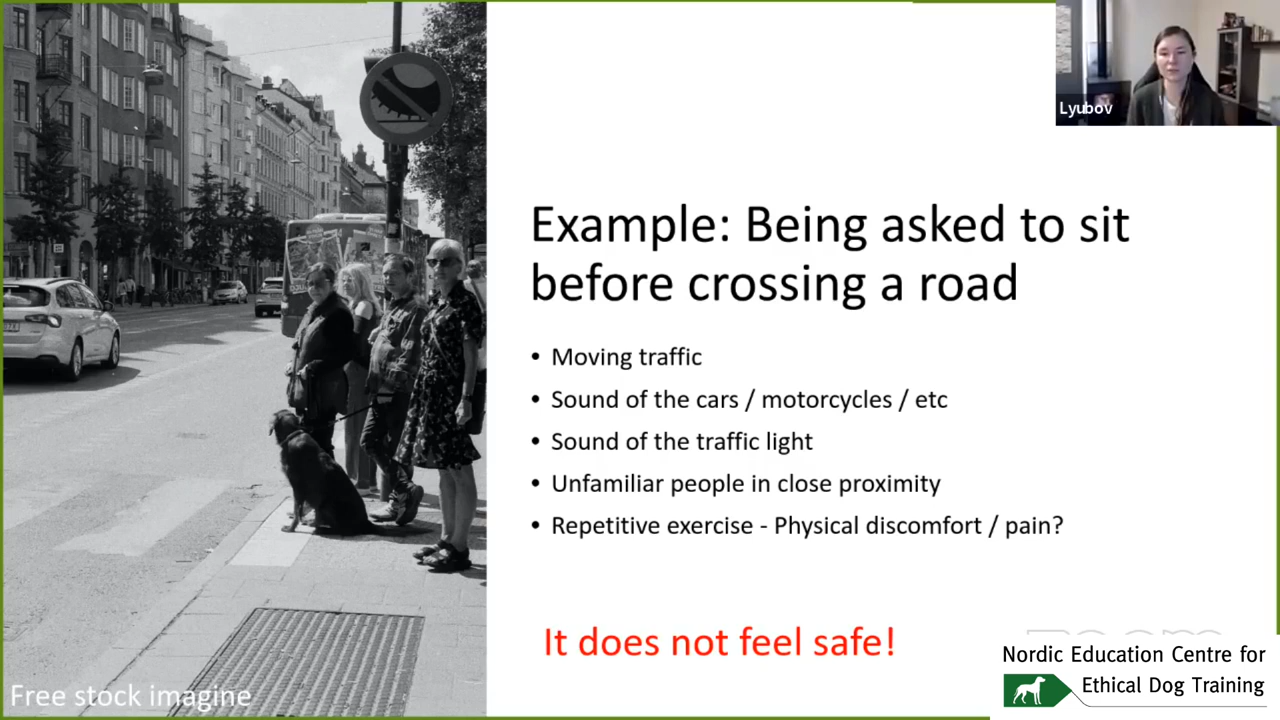 Lyubov
Example: Being asked to sit
before crossing a road
• Moving traffic
• Sound of the cars / motorcycles / etc
• Sound of the traffic light
• Unfamiliar people in close proximity
• Repetitive exercise - Physical discomfort / pain?
It does not feel safe!
zoom
Nordic Education Centre for
Ethical Dog Training
Free stock imagine